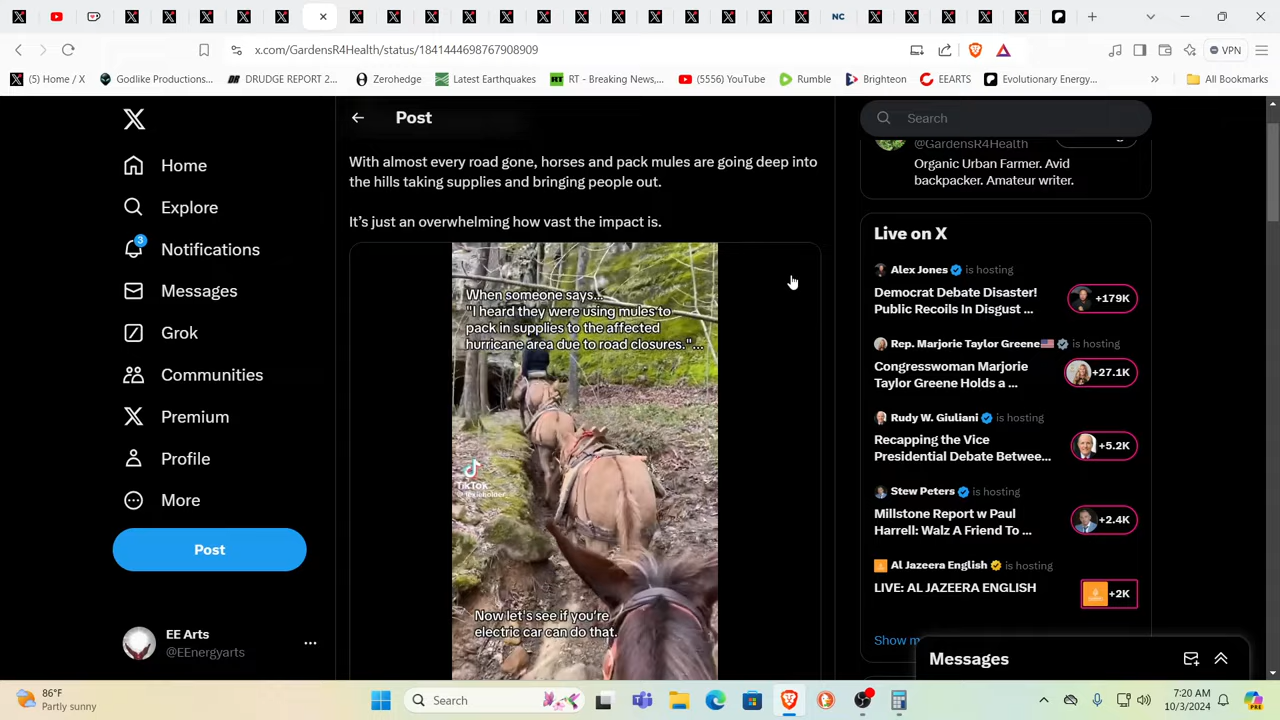 NC
x.com/GardensR4Health/status/1841444698767908909
VPN
(5) Home / X
Godlike Productions...
DRUDGE REPORT 2...
Zerohedge
Latest Earthquakes
RT
RT - Breaking News,...
(5556) YouTube
Rumble
Brighteon
EEARTS
Evolutionary Energy...
All Bookmarks
Home
Explore
3
Notifications
Messages
Grok
Communities
Premium
Profile
More
Post
EE Arts
@EEnergyarts
Post
With almost every road gone, horses and pack mules are going deep into
the hills taking supplies and bringing people out.
It's just an overwhelming how vast the impact is.
When someone says...
"I heard they were using mules to
pack in supplies to the affected
hurricane area due to road closures."...
TikTok
Now let's see if you're
electric car can do that.
Search
@GardensR4Health
Organic Urban Farmer. Avid
backpacker. Amateur writer.
Live on X
Alex Jones is hosting
Democrat Debate Disaster!
Public Recoils In Disgust ...
+179K
Rep. Marjorie Taylor Greene is hosting
Congresswoman Marjorie
Taylor Greene Holds a ...
+27.1K
Rudy W. Giuliani is hosting
Recapping the Vice
Presidential Debate Betwee...
+5.2K
Stew Peters is hosting
Millstone Report w Paul
Harrell: Walz A Friend To ...
+2.4K
Al Jazeera English is hosting
LIVE: AL JAZEERA ENGLISH
+2K
Show m
Messages
86°F
Partly sunny
Search
7:20 AM
10/3/2024
PRE